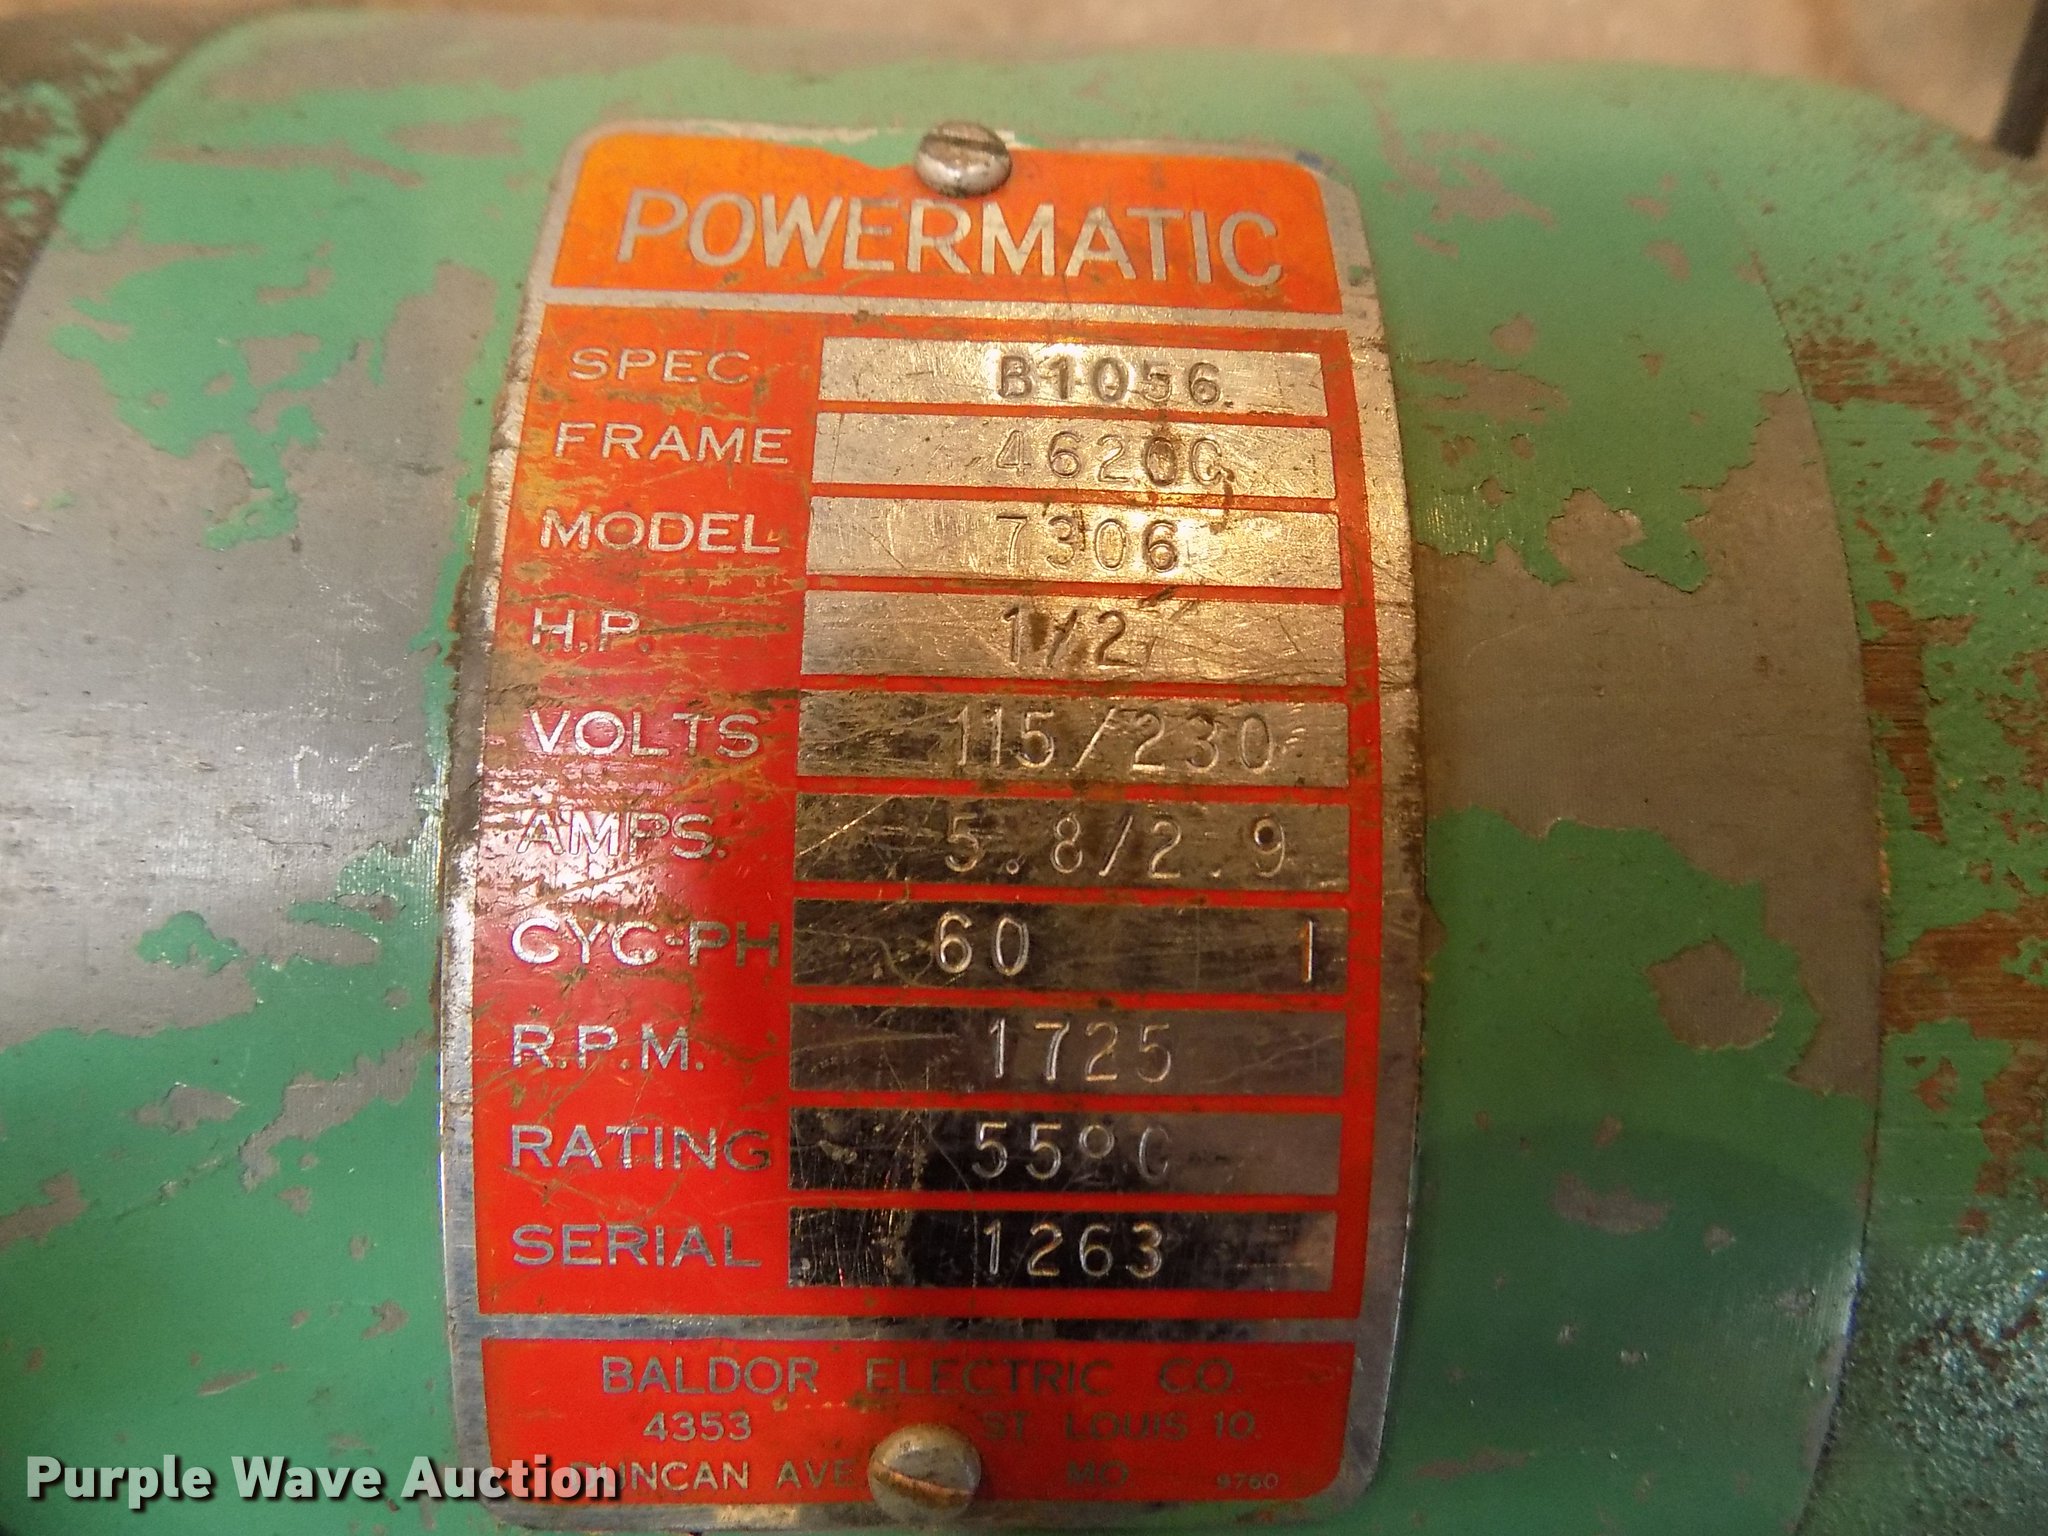 POWERMATIC
SPEC B1056
FRAME 4620C
MODEL 7306
H.P. 1/2
VOLTS 115/230
AMPS. 5.8/2.9
CYC-PH 60 1
R.P.M. 1725
RATING 55°C
SERIAL 1263
BALDOR ELECTRIC CO.
4353 ST. LOUIS 10.
DUNCAN AVE. MO. 9760
Purple Wave Auction